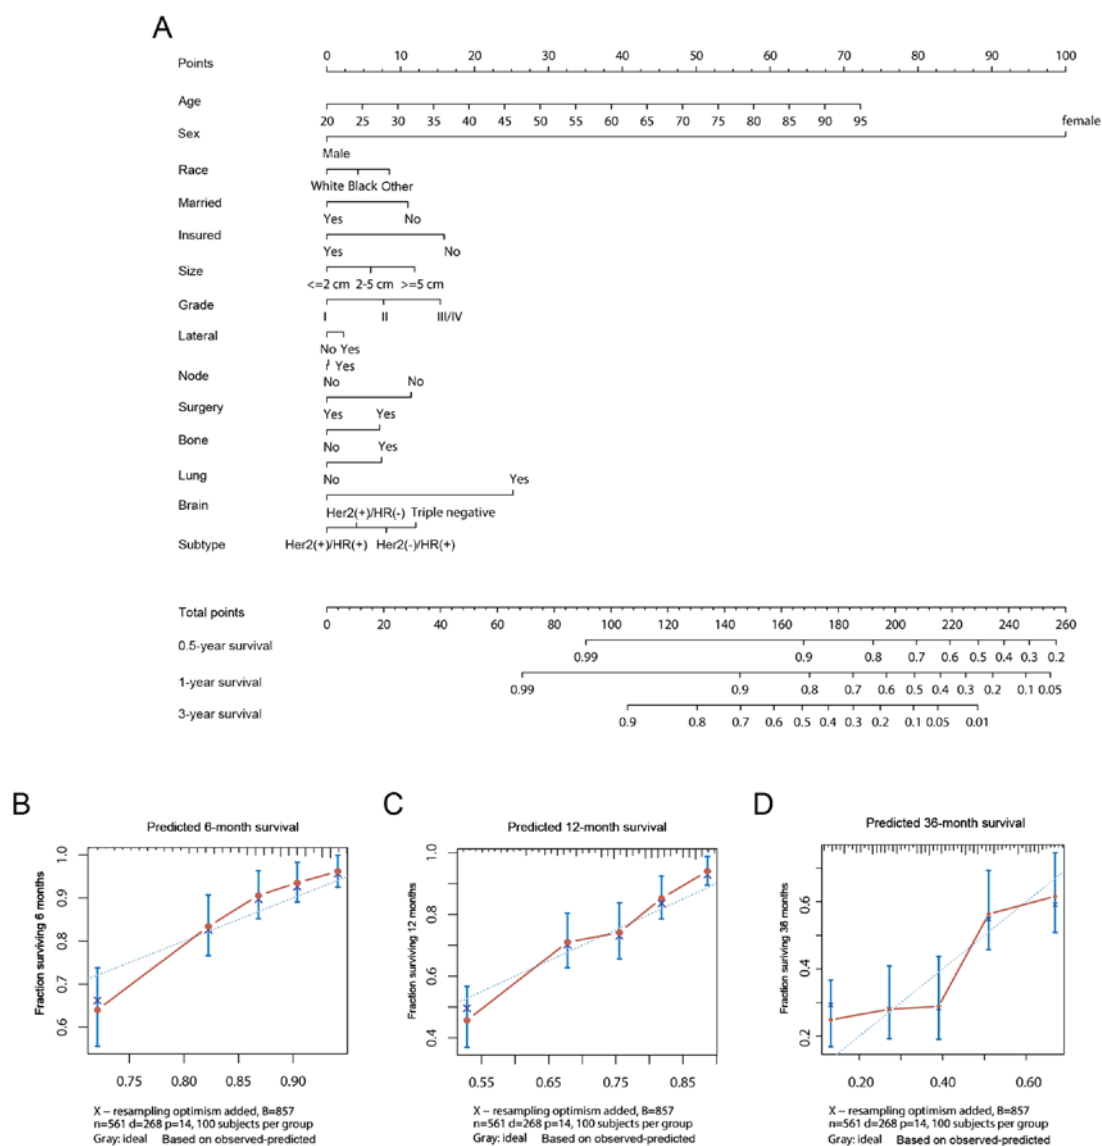 A
Points
0 10 20 30 40 50 60 70 80 90 100
Age
20 25 30 35 40 45 50 55 60 65 70 75 80 85 90 95
female
Sex
Male
Race
White Black Other
Married
Yes No
Insured
Yes No
Size
<=2 cm 2-5 cm >=5 cm
Grade
I II III/IV
Lateral
No Yes
Yes
Node
No No
Surgery
Yes Yes
Bone
No Yes
Lung
No Yes
Brain
Her2(+)/HR(-) Triple negative
Subtype
Her2(+)/HR(+) Her2(-)/HR(+)
Total points
0 20 40 60 80 100 120 140 160 180 200 220 240 260
0.5-year survival
0.99 0.9 0.8 0.7 0.6 0.5 0.4 0.3 0.2
1-year survival
0.99 0.9 0.8 0.7 0.6 0.5 0.4 0.3 0.2 0.1 0.05
3-year survival
0.9 0.8 0.7 0.6 0.5 0.4 0.3 0.2 0.1 0.05 0.01
B
Predicted 6-month survival
Fraction surviving 6 months
1.0
0.9
0.8
0.7
0.6
0.75 0.80 0.85 0.90
X – resampling optimism added, B=857
n=561 d=268 p=14, 100 subjects per group
Gray: ideal Based on observed-predicted
C
Predicted 12-month survival
Fraction surviving 12 months
1.0
0.8
0.6
0.4
0.55 0.65 0.75 0.85
X – resampling optimism added, B=857
n=561 d=268 p=14, 100 subjects per group
Gray: ideal Based on observed-predicted
D
Predicted 36-month survival
Fraction surviving 36 months
0.6
0.4
0.2
0.20 0.30 0.40 0.50 0.60
X – resampling optimism added, B=857
n=561 d=268 p=14, 100 subjects per group
Gray: ideal Based on observed-predicted